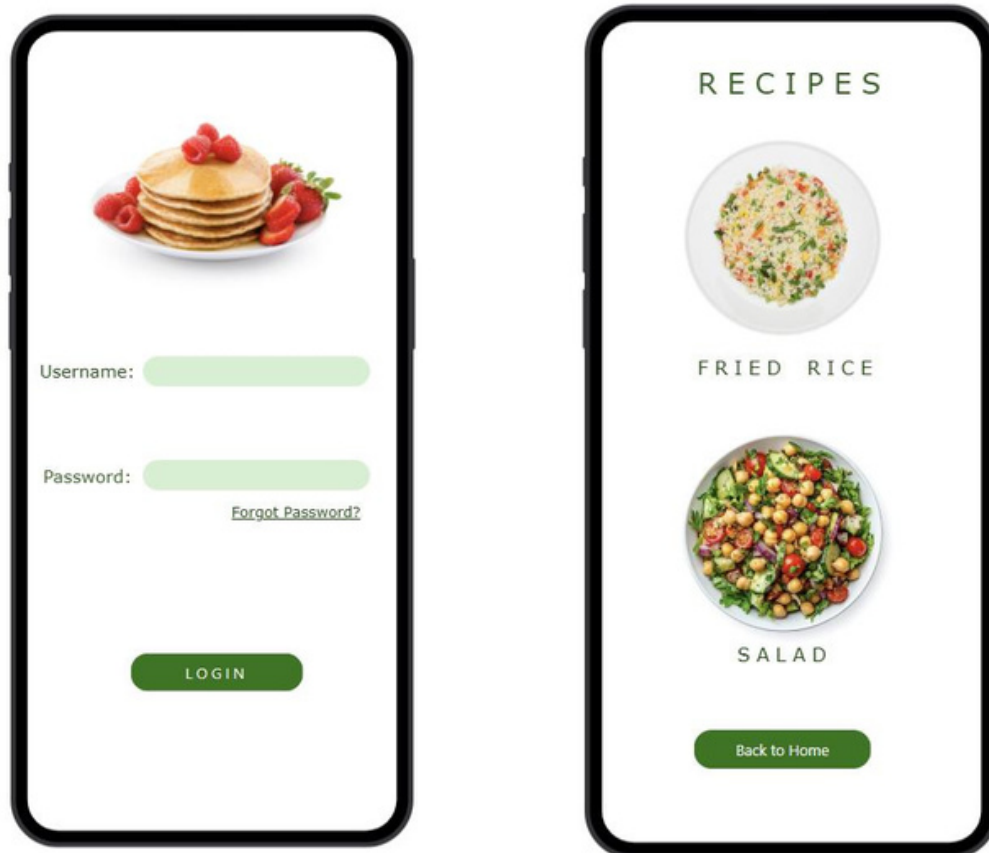 Username:
Password:
Forgot Password?
LOGIN
RECIPES
FRIED RICE
SALAD
Back to Home